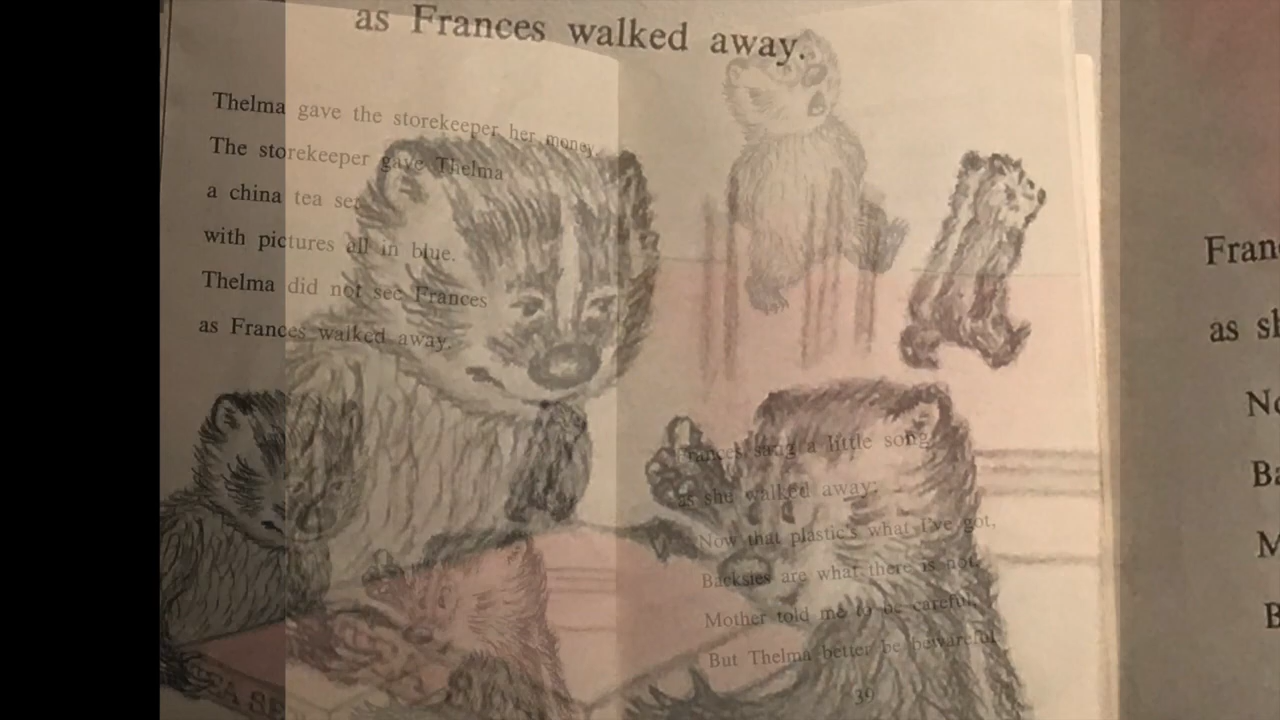 as Frances walked away.
Thelma gave the storekeeper her money.
The storekeeper gave Thelma
a china tea set
with pictures all in blue.
Thelma did not see Frances
as Frances walked away.
Frances sang a little song
as she walked away:
Now that plastic's what I've got,
Backsies are what there is not.
Mother told me to be careful,
But Thelma better be bewareful.
39
Fran
as sh
No
Ba
M
B